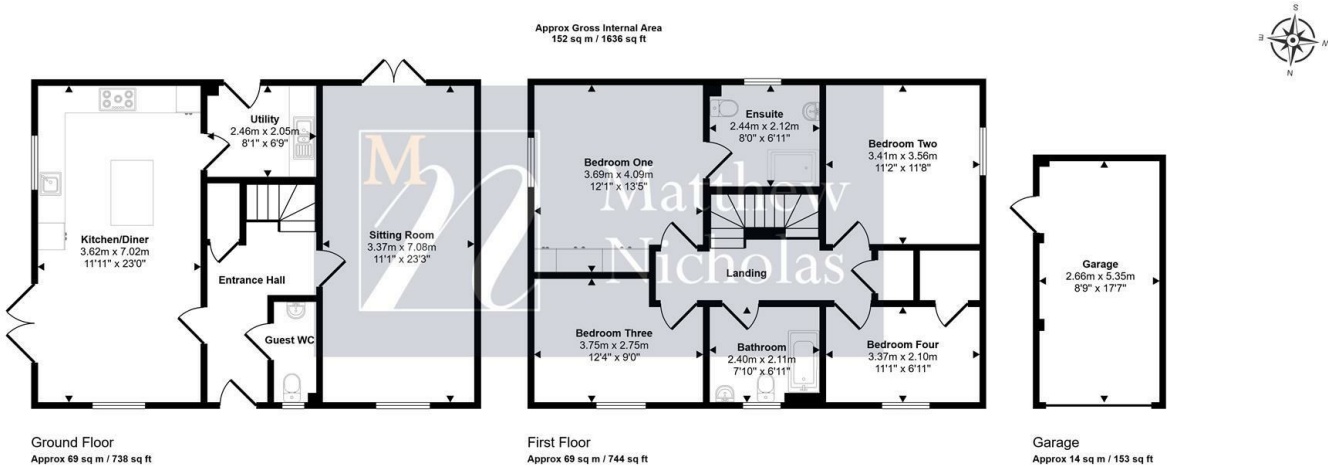 Approx Gross Internal Area
152 sq m / 1636 sq ft
S
E
W
N
Utility
2.46m x 2.05m
8'1" x 6'9"
Kitchen/Diner
3.62m x 7.02m
11'11" x 23'0"
Entrance Hall
Guest WC
Sitting Room
3.37m x 7.08m
11'1" x 23'3"
M
n
Matthew
Nicholas
Bedroom One
3.69m x 4.09m
12'1" x 13'5"
Ensuite
2.44m x 2.12m
8'0" x 6'11"
Bedroom Two
3.41m x 3.56m
11'2" x 11'8"
Landing
Bedroom Three
3.75m x 2.75m
12'4" x 9'0"
Bathroom
2.40m x 2.11m
7'10" x 6'11"
Bedroom Four
3.37m x 2.10m
11'1" x 6'11"
Garage
2.66m x 5.35m
8'9" x 17'7"
Ground Floor
Approx 69 sq m / 738 sq ft
First Floor
Approx 69 sq m / 744 sq ft
Garage
Approx 14 sq m / 153 sq ft